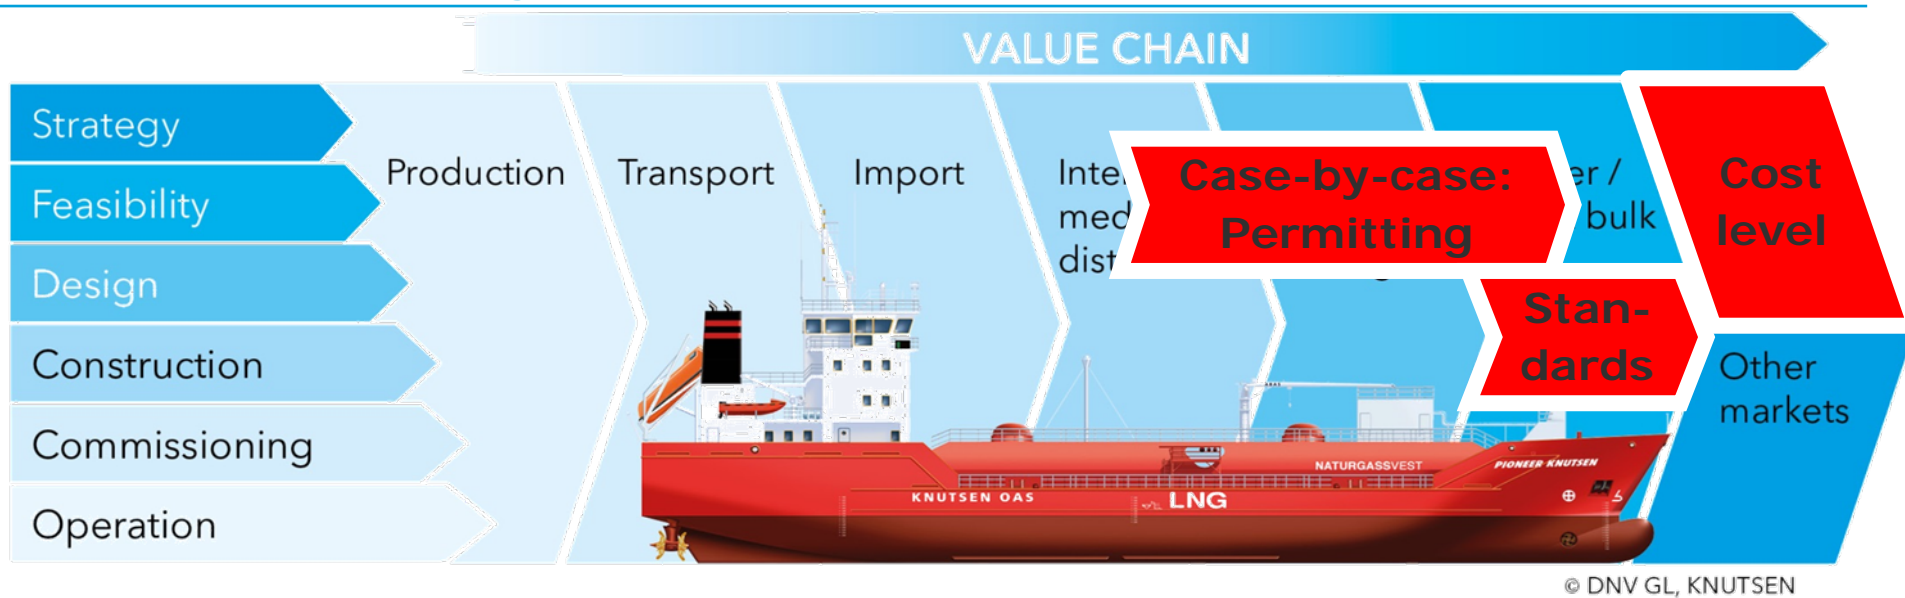 VALUE CHAIN
Strategy
Feasibility
Design
Construction
Commissioning
Operation
Production
Transport
Import
Case-by-case:
Permitting
bulk
Stan-
dards
Cost
level
Other
markets
NATURGASSVEST
PIONEER KNUTSEN
KNUTSEN OAS
LNG
© DNV GL, KNUTSEN